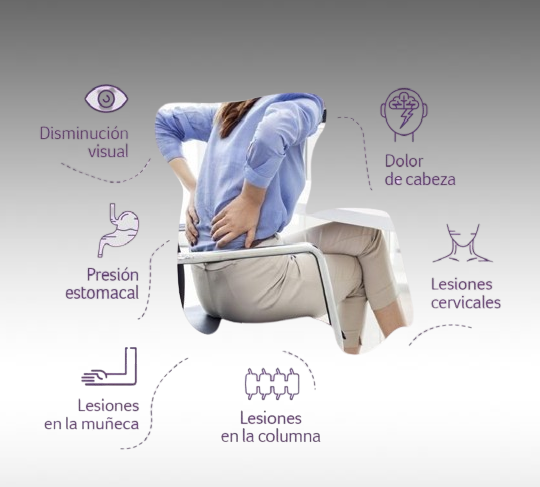 Disminución
visual
Dolor
de cabeza
Presión
estomacal
Lesiones
cervicales
Lesiones
en la muñeca
Lesiones
en la columna